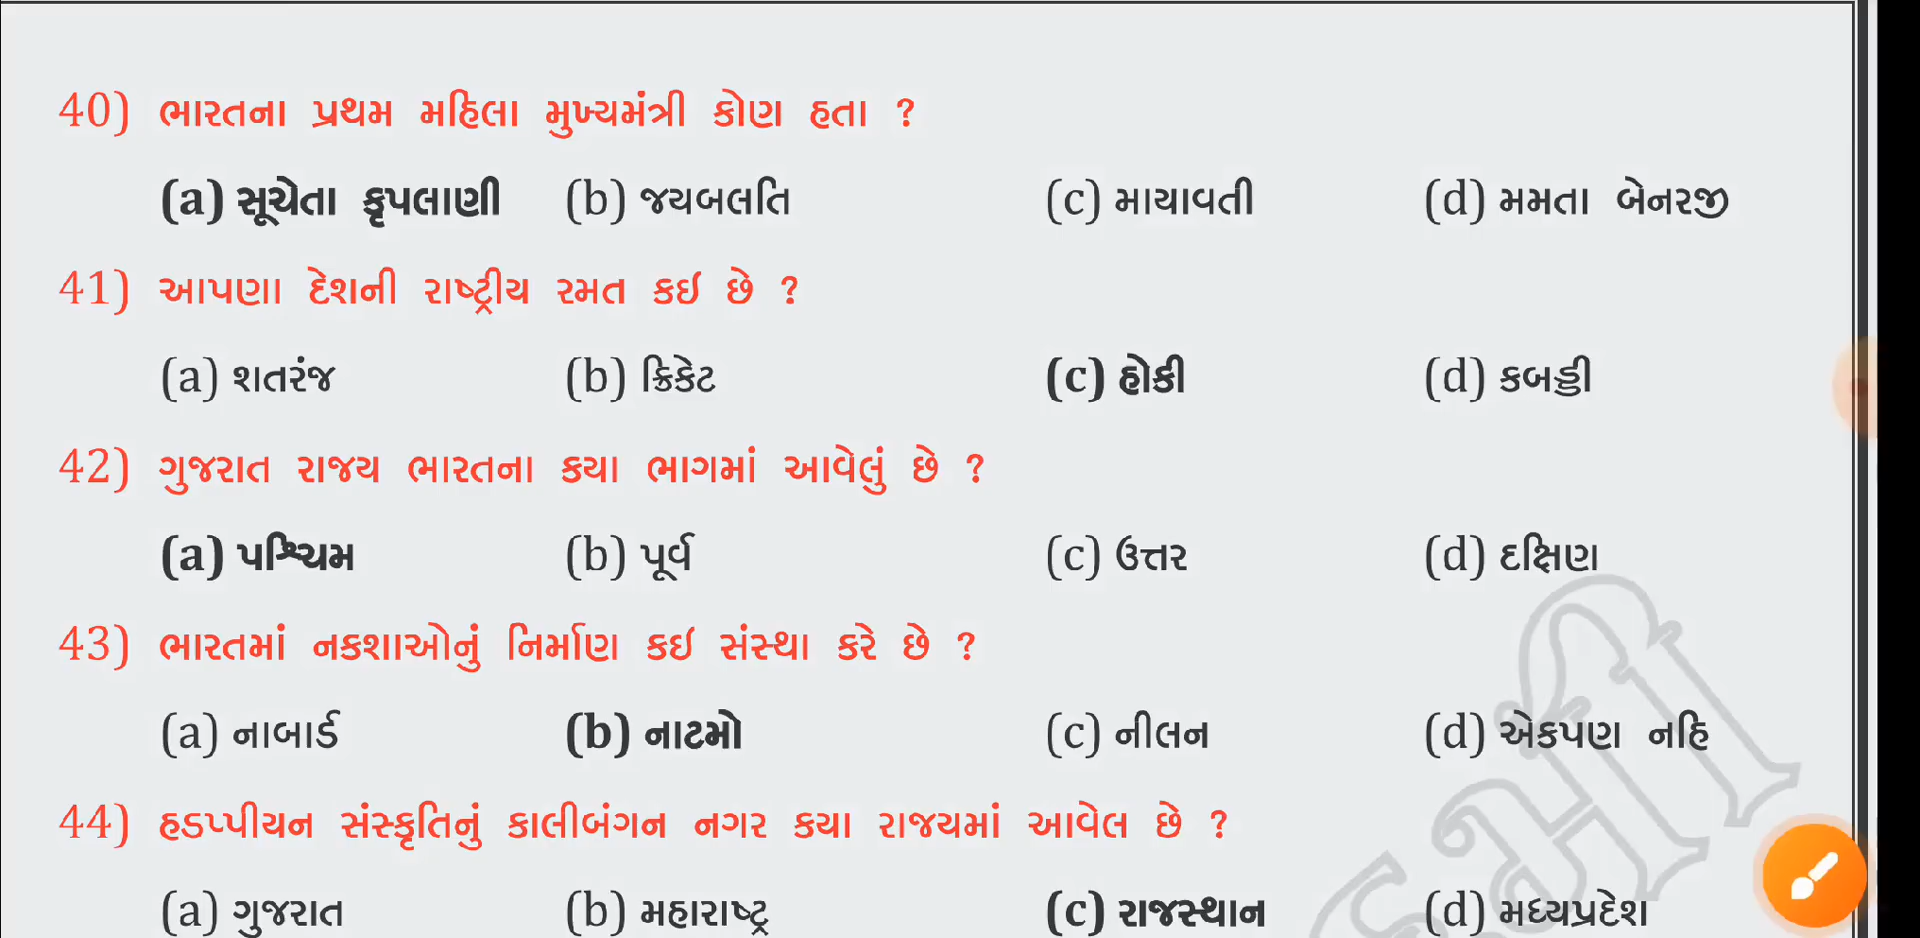 40) ભારતના પ્રથમ મહિલા મુખ્યમંત્રી કોણ હતા ?
(a) સૂચેતા કૃપલાણી (b) જયબલતિ (c) માયાવતી (d) મમતા બેનરજી
41) આપણા દેશની રાષ્ટ્રીય રમત કઈ છે ?
(a) શતરંજ (b) ક્રિકેટ (c) હોકી (d) કબડ્ડી
42) ગુજરાત રાજય ભારતના કયા ભાગમાં આવેલું છે ?
(a) પશ્ચિમ (b) પૂર્વ (c) ઉત્તર (d) દક્ષિણ
43) ભારતમાં નકશાઓનું નિર્માણ કઈ સંસ્થા કરે છે ?
(a) નાબાર્ડ (b) નાટમો (c) નીલન (d) એકપણ નહિ
44) હડપ્પીયન સંસ્કૃતિનું કાલીબંગન નગર કયા રાજયમાં આવેલ છે ?
(a) ગુજરાત (b) મહારાષ્ટ્ર (c) રાજસ્થાન (d) મધ્યપ્રદેશ